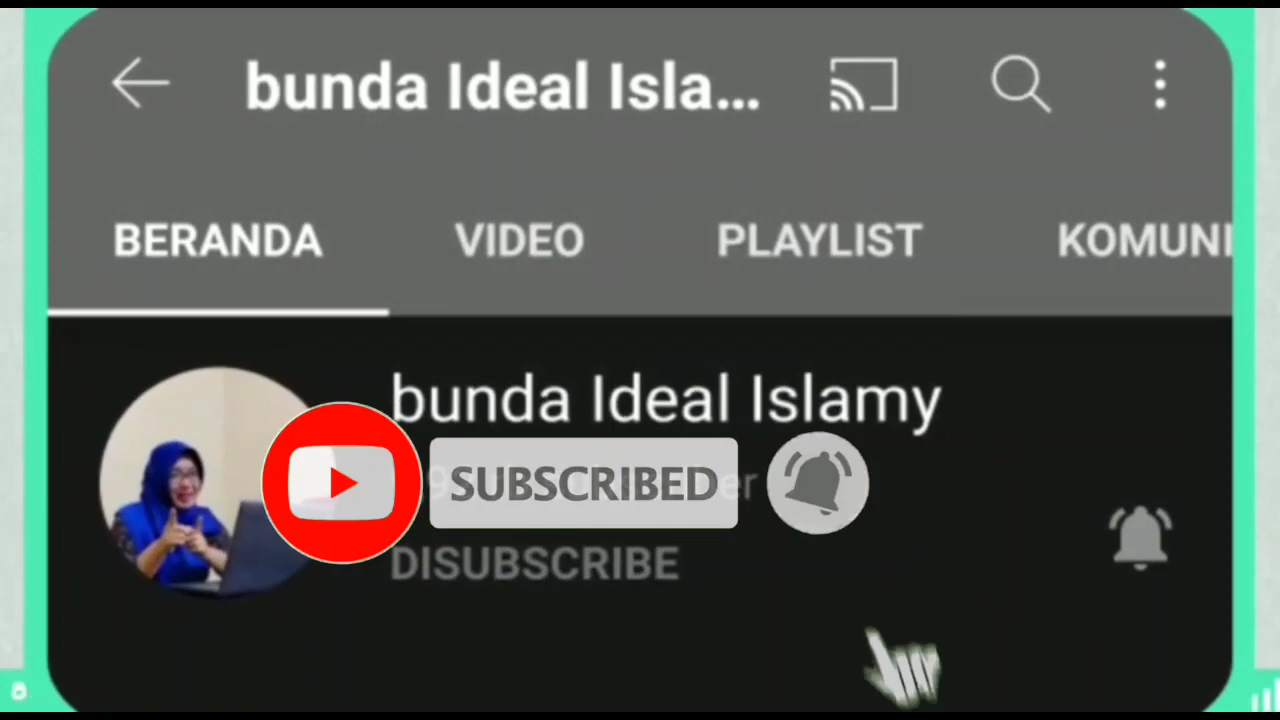 bunda Ideal Isla...
BERANDA VIDEO PLAYLIST KOMUNI
bunda Ideal Islamy
SUBSCRIBED
DISUBSCRIBE